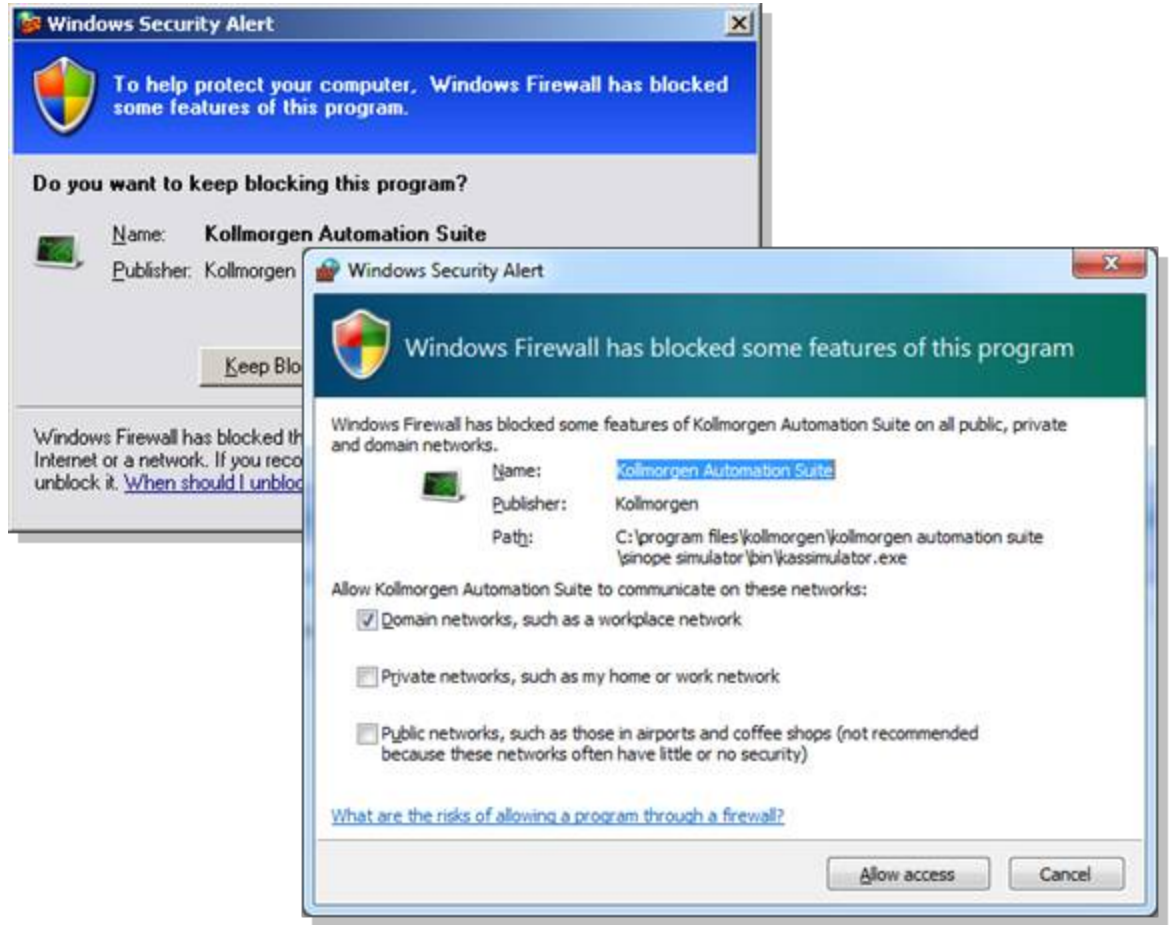 Windows Security Alert
To help protect your computer, Windows Firewall has blocked
some features of this program.
Do you want to keep blocking this program?
Name: Kollmorgen Automation Suite
Publisher: Kollmorgen
Keep
Windows Firewall has blocked
Internet or a network. If you
unblock it. When should I
Windows Security Alert
Windows Firewall has blocked some features of this program
Windows Firewall has blocked some features of Kollmorgen Automation Suite on all public, private
and domain networks.
Name: Kollmorgen Automation Suite
Publisher: Kollmorgen
Path: C:\program files\kollmorgen\kollmorgen automation suite
\sinope simulator\bin\kassimulator.exe
Allow Kollmorgen Automation Suite to communicate on these networks:
Domain networks, such as a workplace network
Private networks, such as my home or work network
Public networks, such as those in airports and coffee shops (not recommended
because these networks often have little or no security)
What are the risks of allowing a program through a firewall?
Allow access
Cancel